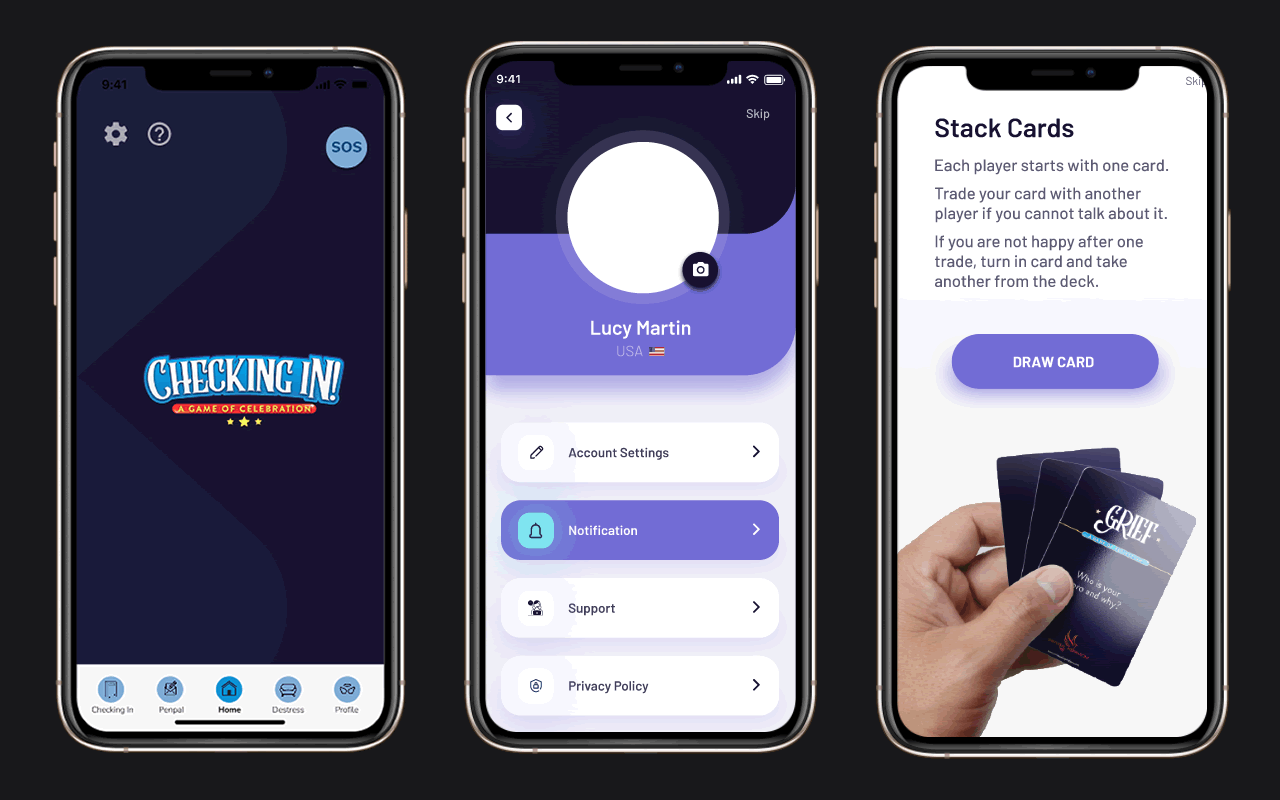 9:41
SOS
CHECKING IN!
A GAME OF CELEBRATION
Checking In
Penpal
Home
Destress
Profile
9:41
Skip
Lucy Martin
USA
Account Settings
Notification
Support
Privacy Policy
Skip
Stack Cards
Each player starts with one card.
Trade your card with another
player if you cannot talk about it.
If you are not happy after one
trade, turn in card and take
another from the deck.
DRAW CARD
GRIEF
Who is your
and why?